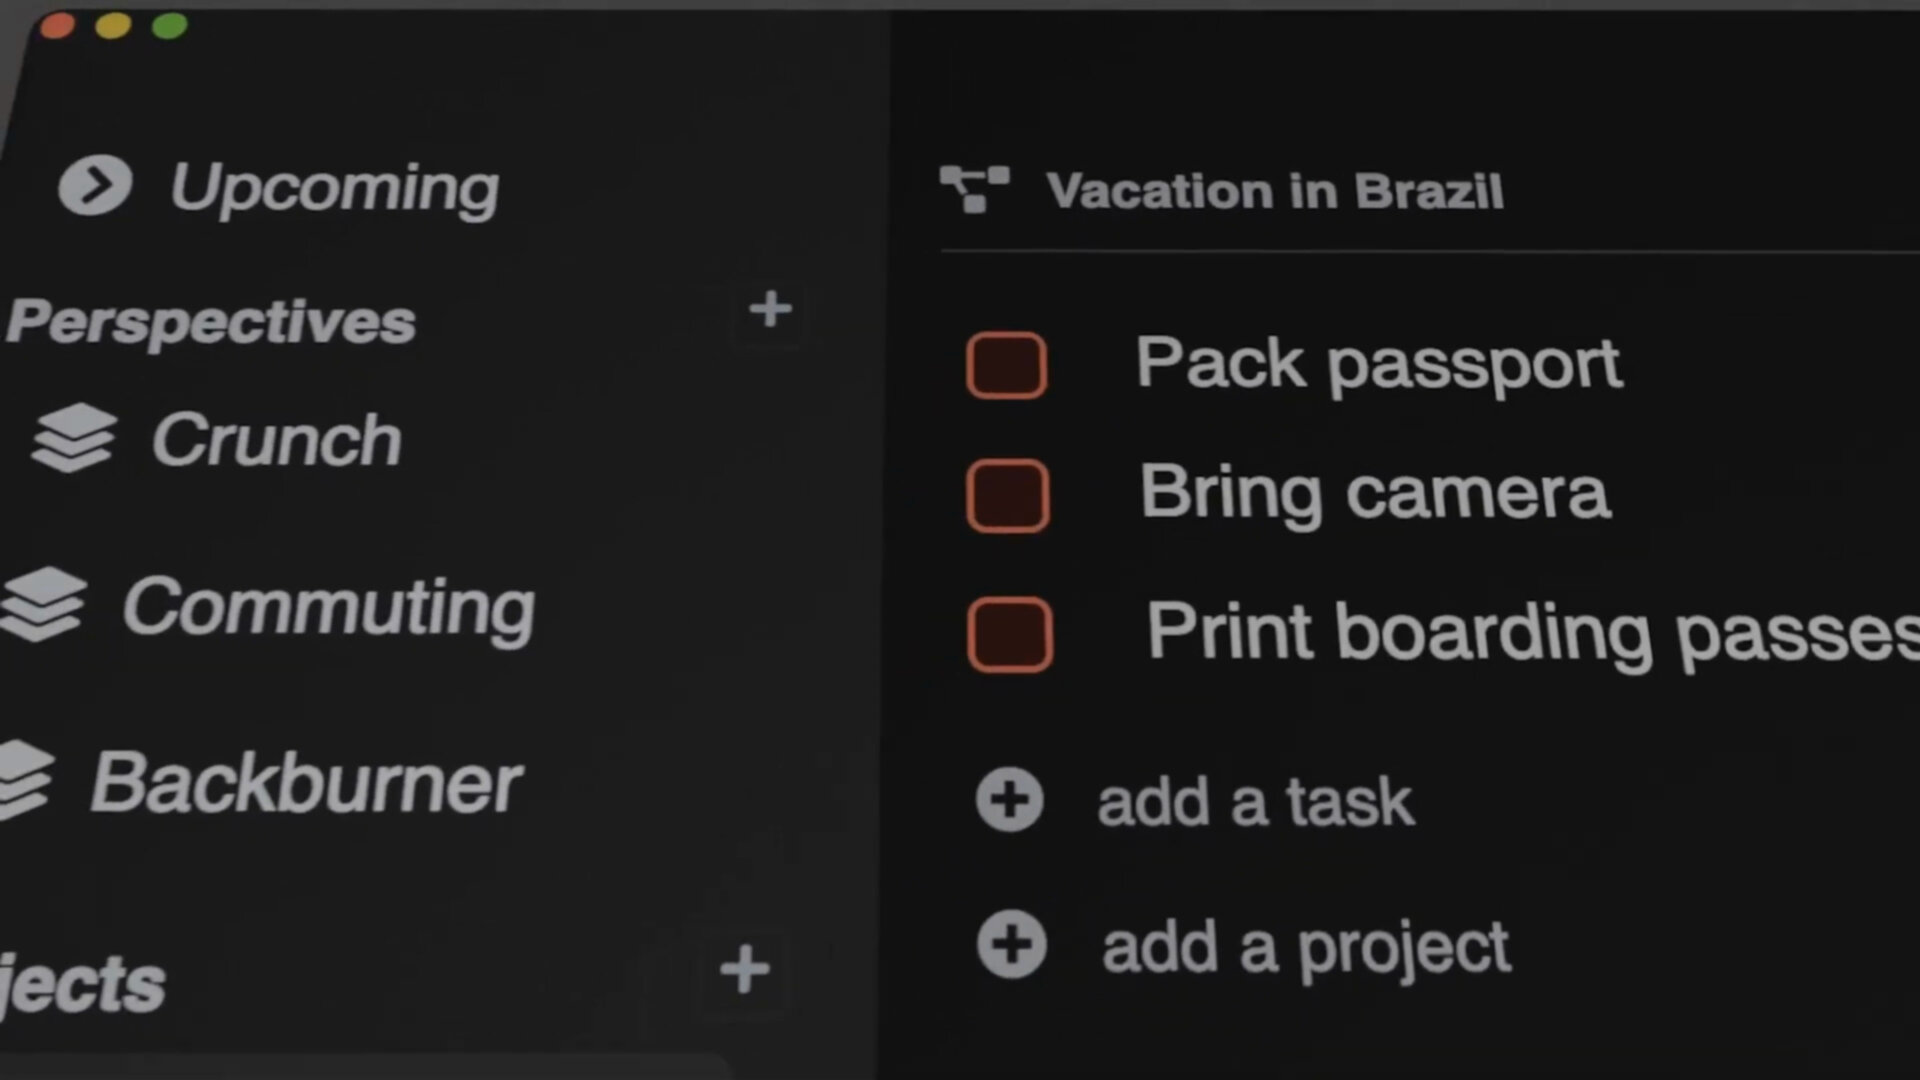 Upcoming
Perspectives
Crunch
Commuting
Backburner
jects
Vacation in Brazil
Pack passport
Bring camera
Print boarding passes
add a task
add a project